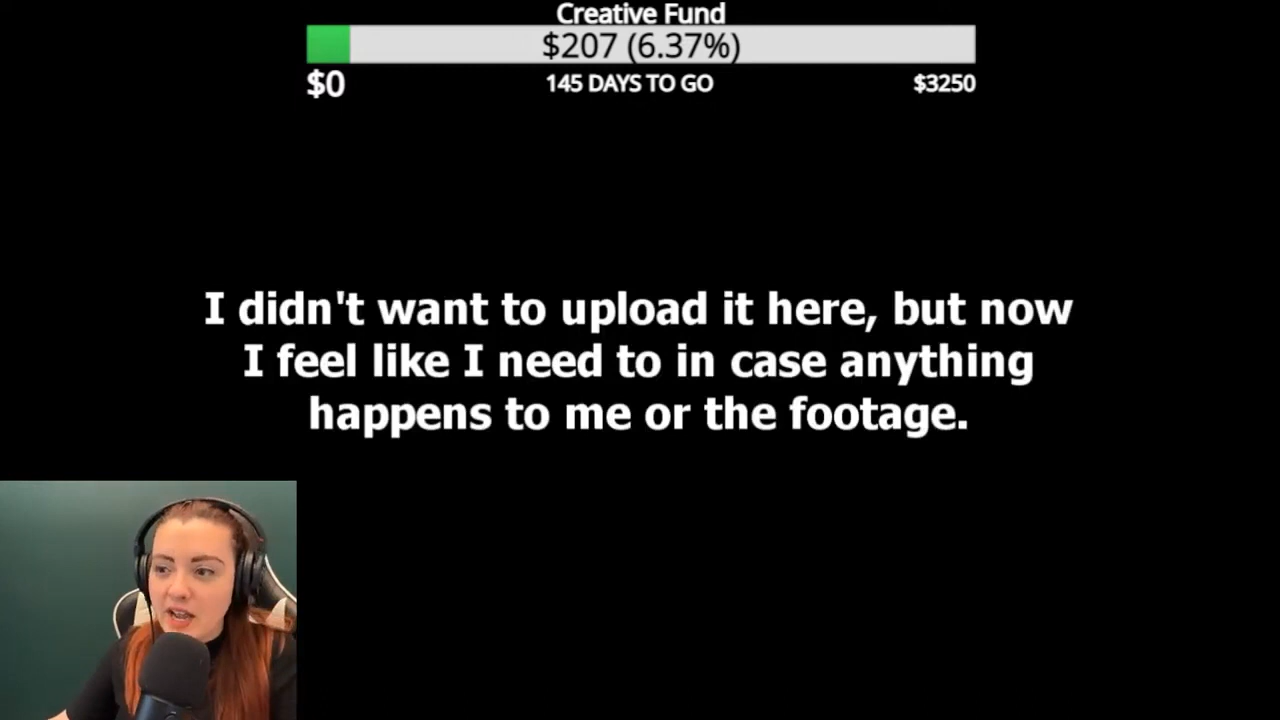 Creative Fund
$207 (6.37%)
$0 145 DAYS TO GO $3250
I didn't want to upload it here, but now
I feel like I need to in case anything
happens to me or the footage.